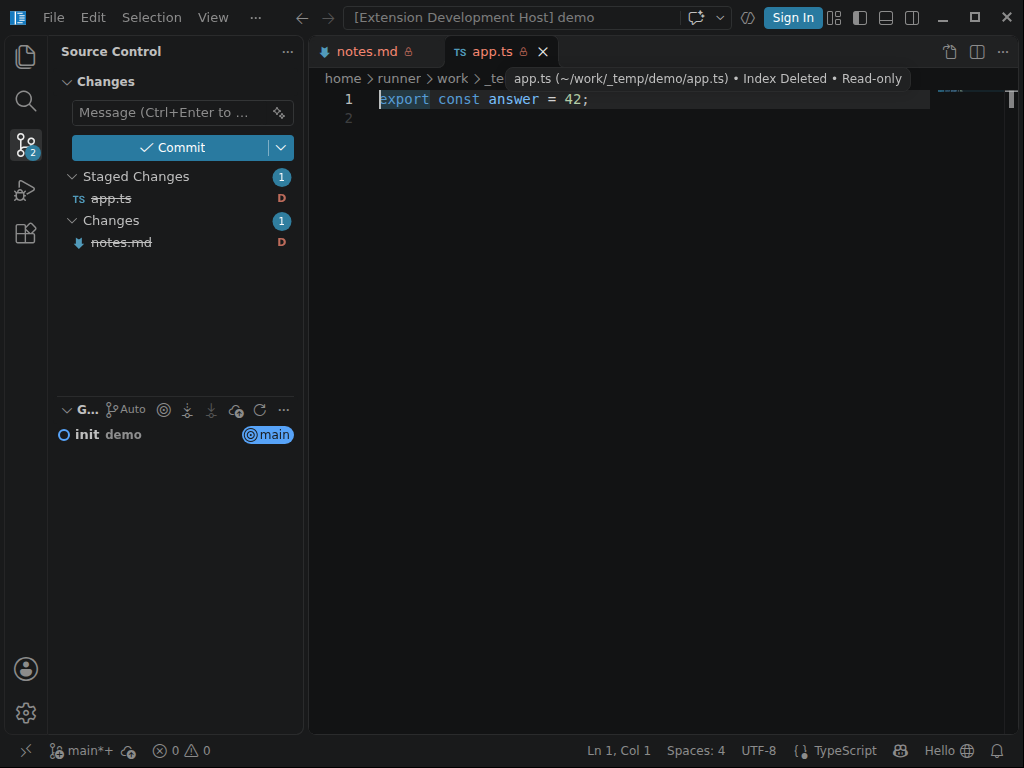 File Edit Selection View ··· [Extension Development Host] demo Sign In
Source Control ···
notes.md
TS app.ts
home > runner > work > _te
app.ts (~/work/_temp/demo/app.ts) • Index Deleted • Read-only
Changes
Message (Ctrl+Enter to ...
Commit
Staged Changes 1
TS app.ts D
Changes 1
notes.md D
1 export const answer = 42;
2
G... Auto ···
init demo main
2
main*+ 0 0 Ln 1, Col 1 Spaces: 4 UTF-8 {} TypeScript Hello